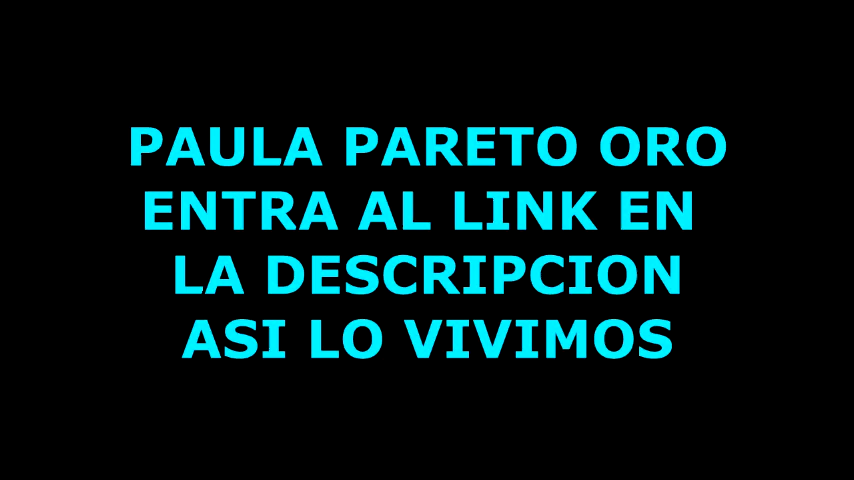 PAULA PARETO ORO
ENTRA AL LINK EN
LA DESCRIPCION
ASI LO VIVIMOS